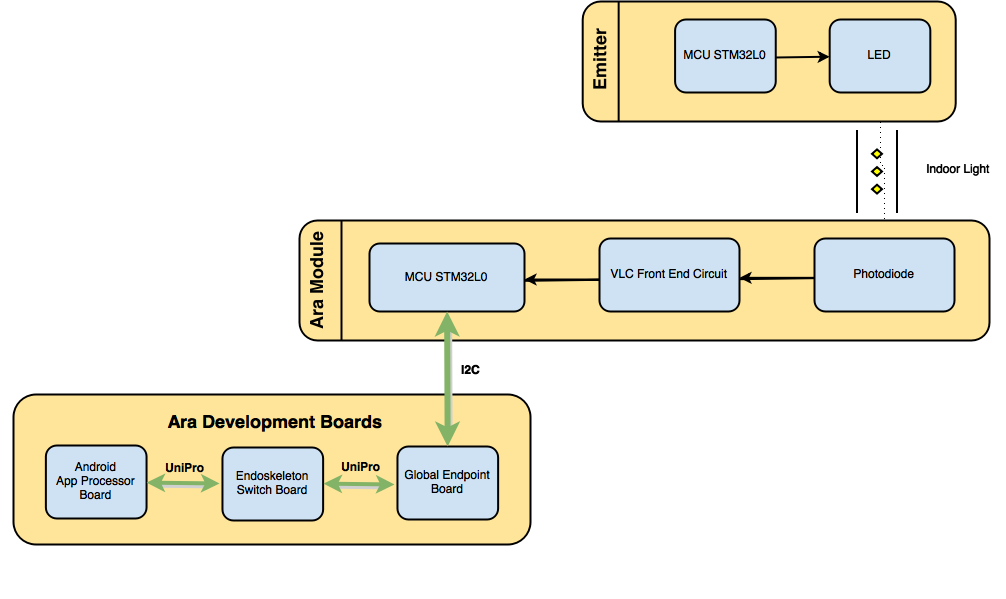 Emitter
MCU STM32L0
LED
Indoor Light
Ara Module
MCU STM32L0
VLC Front End Circuit
Photodiode
I2C
Ara Development Boards
Android
App Processor
Board
UniPro
Endoskeleton
Switch Board
UniPro
Global Endpoint
Board